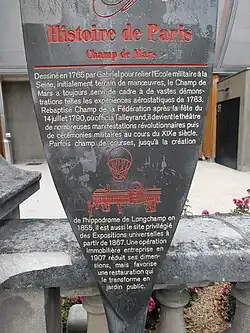 Histoire de Paris
Champ de Mars
Dessiné en 1765 par Gabriel pour relier l'Ecole militaire à la
Seine, initialement terrain de manœuvres, le Champ de
Mars a toujours servi de cadre à de vastes démons-
trations telles les expériences aérostatiques de 1783.
Rebaptisé Champ de la Fédération après la fête du
14 juillet 1790, où officia Talleyrand, il devient le théâtre
de nombreuses manifestations révolutionnaires puis
de cérémonies militaires au cours du XIXe siècle.
Parfois champ de courses, jusqu'à la création
de l'hippodrome de Longchamp en
1855, il est aussi le site privilégié
des Expositions universelles à
partir de 1867. Une opération
immobilière entreprise en
1907 réduit ses dimen-
sions, mais favorise
une restauration qui
le transforme en
jardin public.